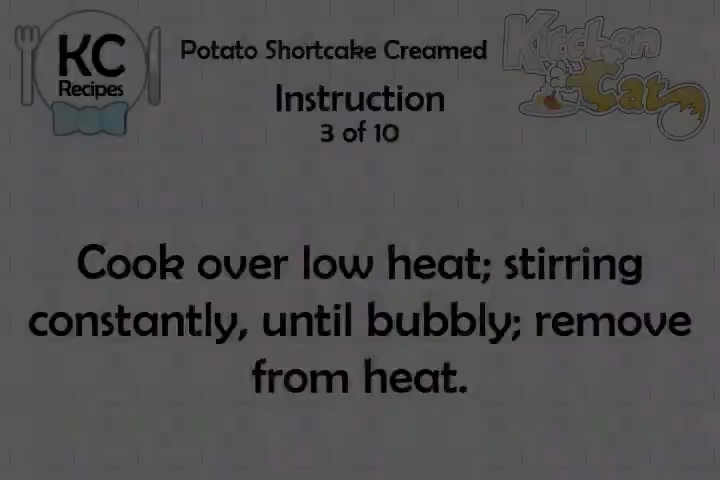 KC
Recipes
Potato Shortcake Creamed
Instruction
3 of 10
Kitchen
Cat
Cook over low heat; stirring
constantly, until bubbly; remove
from heat.